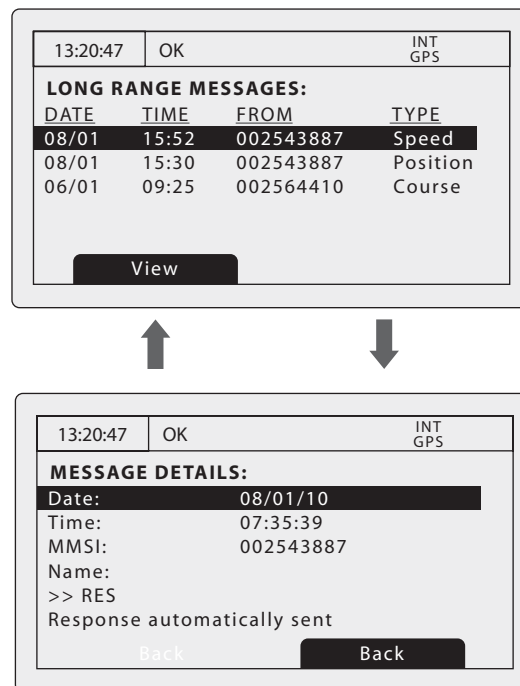 13:20:47 OK INT
GPS
LONG RANGE MESSAGES:
DATE TIME FROM TYPE
08/01 15:52 002543887 Speed
08/01 15:30 002543887 Position
06/01 09:25 002564410 Course
View
13:20:47 OK INT
GPS
MESSAGE DETAILS:
Date: 08/01/10
Time: 07:35:39
MMSI: 002543887
Name:
>> RES
Response automatically sent
Back Back